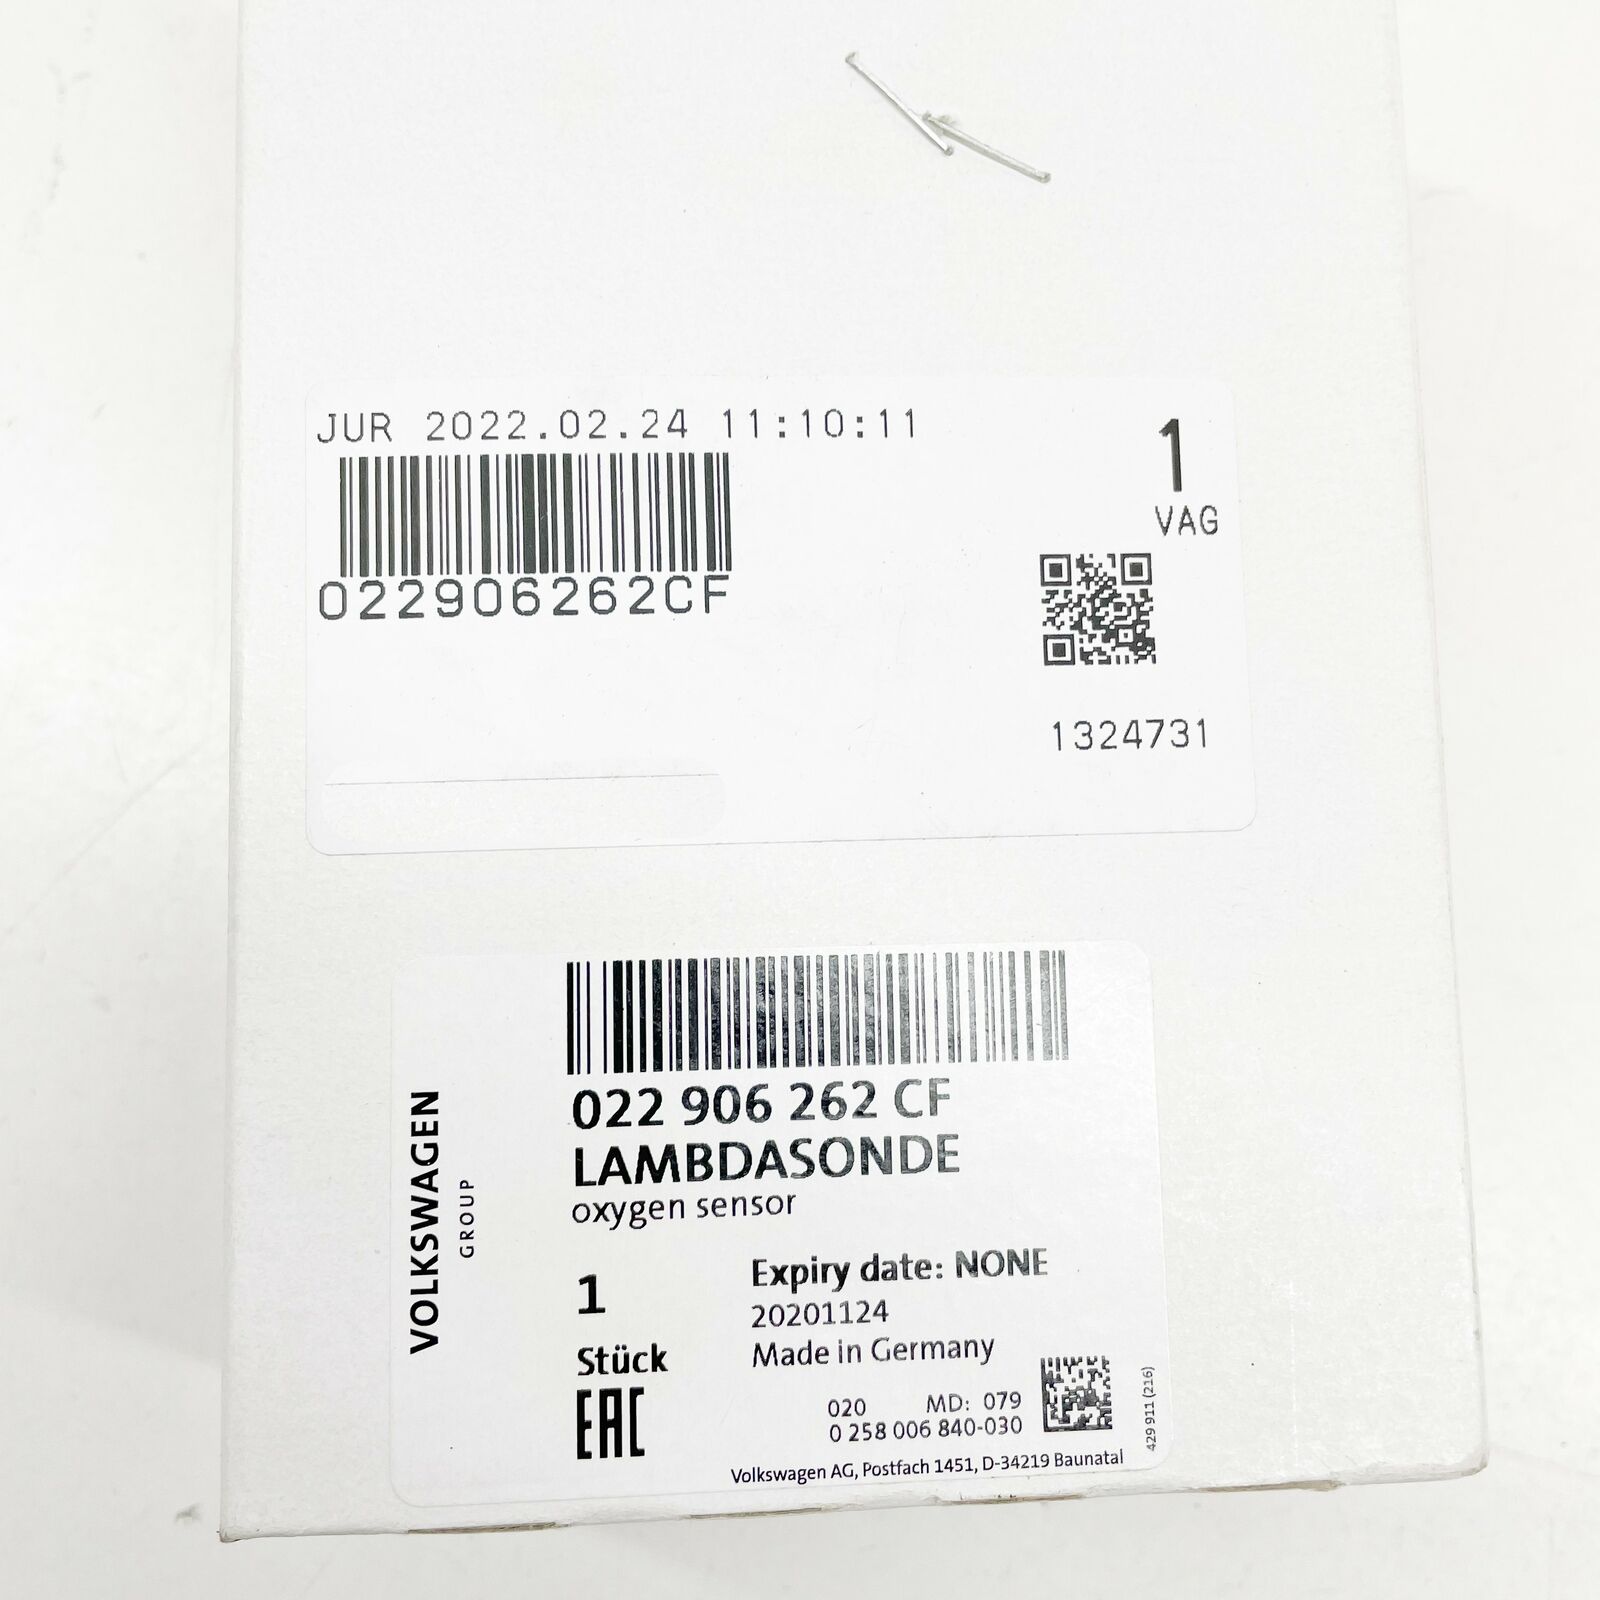 JUR 2022.02.24 11:10:11
1
VAG
022906262CF
1324731
VOLKSWAGEN
GROUP
022 906 262 CF
LAMBDASONDE
oxygen sensor
1
Stück
EAC
Expiry date: NONE
20201124
Made in Germany
020 MD: 079
0 258 006 840-030
429 911 (216)
Volkswagen AG, Postfach 1451, D-34219 Baunatal